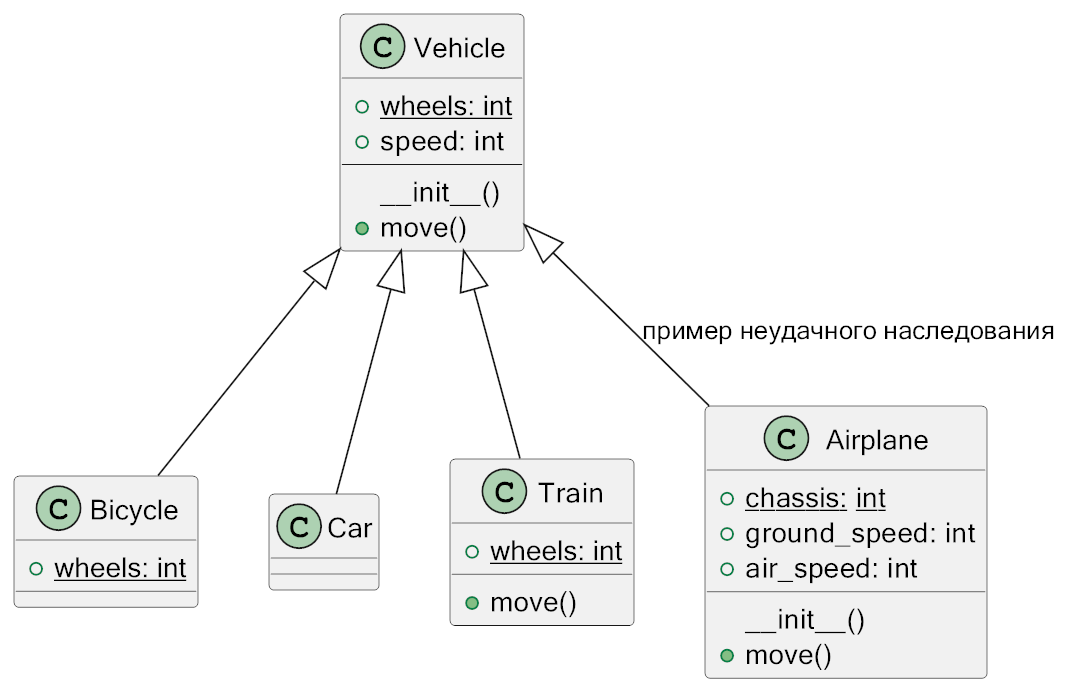 C Vehicle
wheels: int
speed: int
__init__()
move()
пример неудачного наследования
C Bicycle
wheels: int
C Car
C Train
wheels: int
move()
C Airplane
chassis: int
ground_speed: int
air_speed: int
__init__()
move()